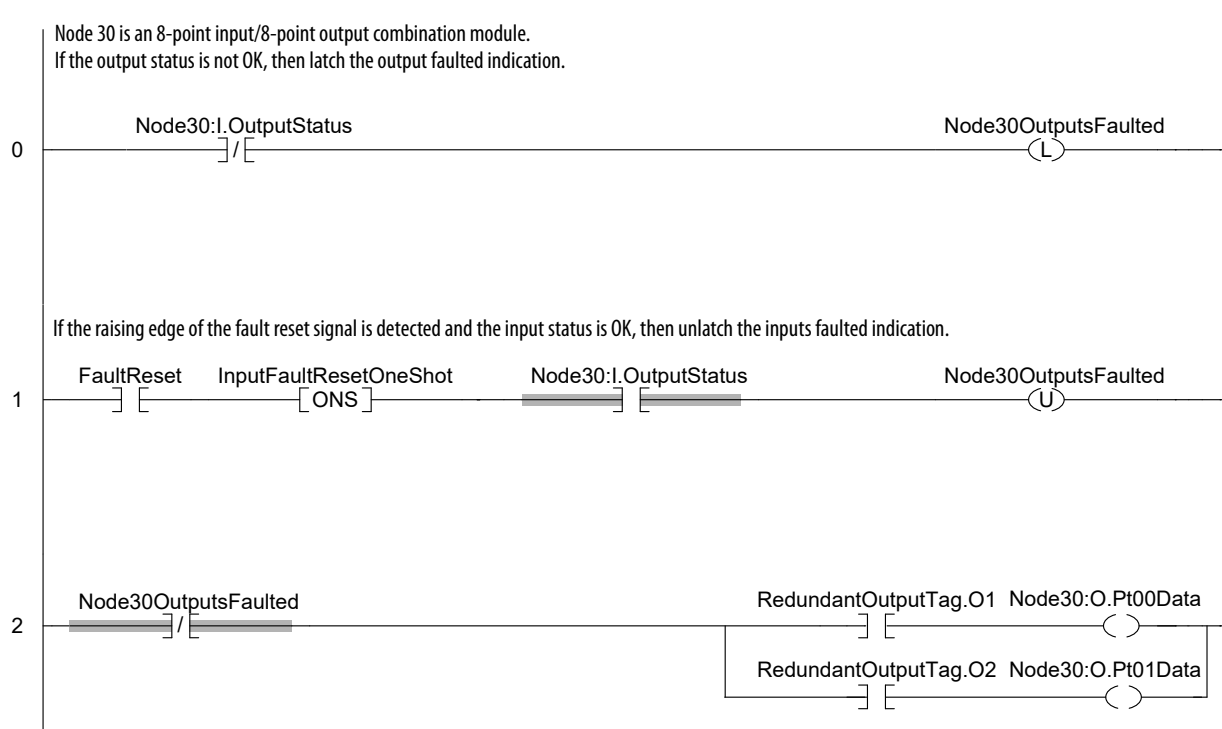 Node 30 is an 8-point input/8-point output combination module.
If the output status is not OK, then latch the output faulted indication.
Node30:I.OutputStatus Node30OutputsFaulted
0 / L
If the raising edge of the fault reset signal is detected and the input status is OK, then unlatch the inputs faulted indication.
FaultReset InputFaultResetOneShot Node30:I.OutputStatus Node30OutputsFaulted
1 ONS U
Node30OutputsFaulted RedundantOutputTag.O1 Node30:O.Pt00Data
2 /
RedundantOutputTag.O2 Node30:O.Pt01Data